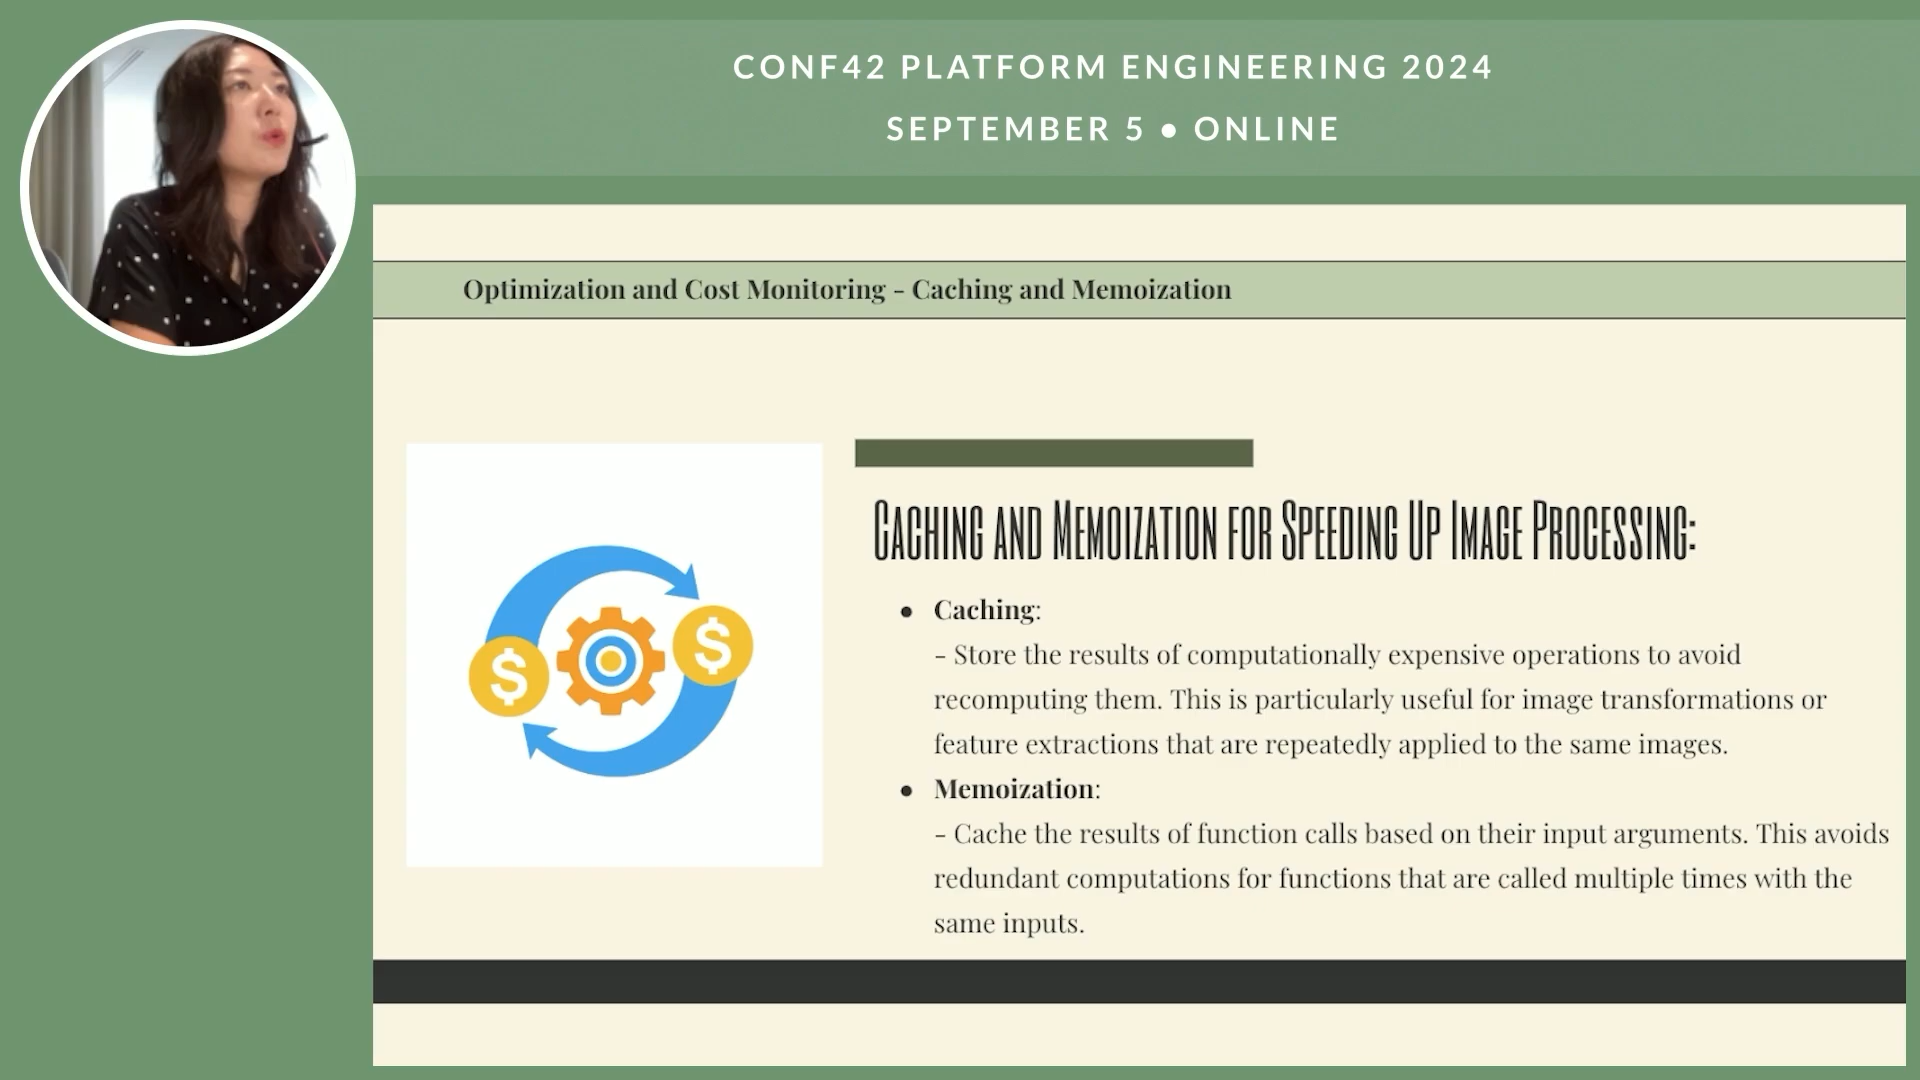 CONF42 PLATFORM ENGINEERING 2024
SEPTEMBER 5 • ONLINE
Optimization and Cost Monitoring - Caching and Memoization
$
$
Caching and Memoization for Speeding Up Image Processing:
● Caching:
- Store the results of computationally expensive operations to avoid
recomputing them. This is particularly useful for image transformations or
feature extractions that are repeatedly applied to the same images.
● Memoization:
- Cache the results of function calls based on their input arguments. This avoids
redundant computations for functions that are called multiple times with the
same inputs.